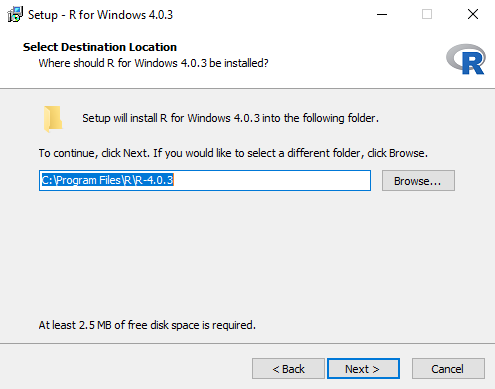 Setup - R for Windows 4.0.3
Select Destination Location
Where should R for Windows 4.0.3 be installed?
R
Setup will install R for Windows 4.0.3 into the following folder.
To continue, click Next. If you would like to select a different folder, click Browse.
C:\Program Files\R\R-4.0.3
Browse...
At least 2.5 MB of free disk space is required.
< Back
Next >
Cancel